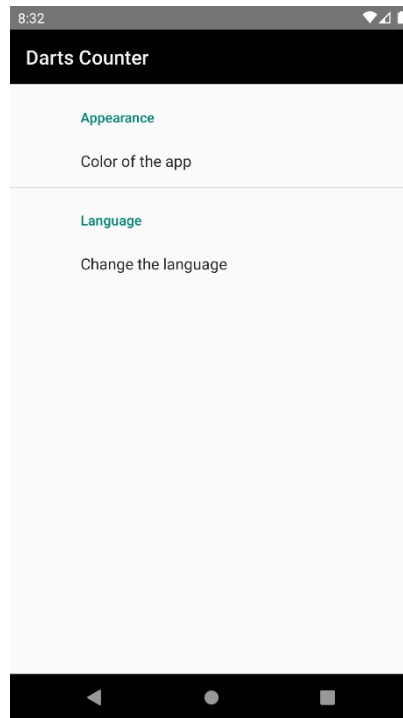 8:32
Darts Counter
Appearance
Color of the app
Language
Change the language